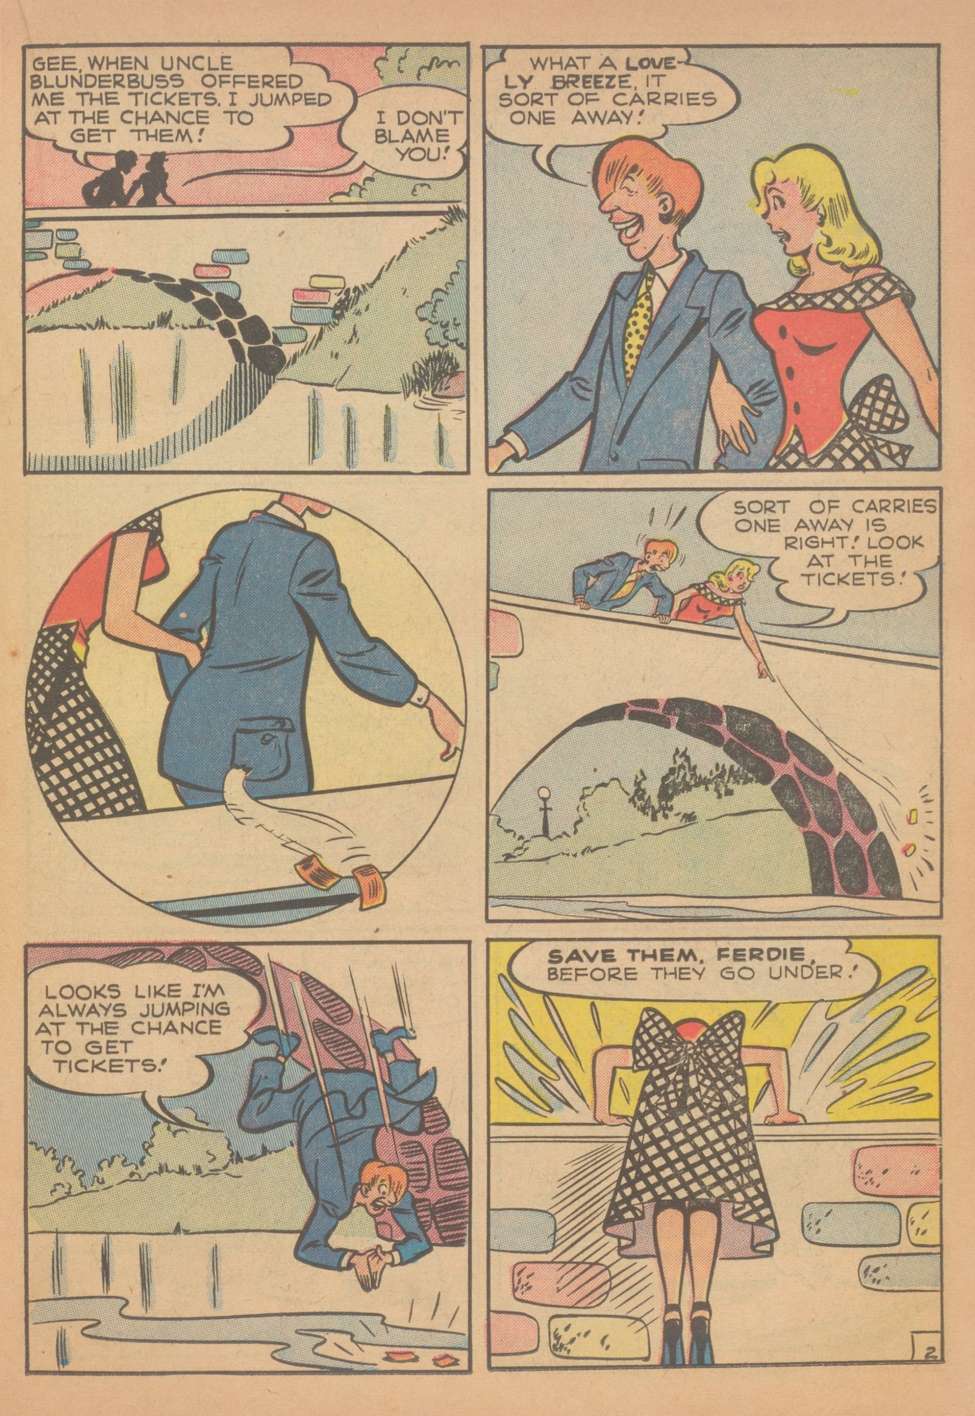 GEE, WHEN UNCLE
BLUNDERBUSS OFFERED
ME THE TICKETS, I JUMPED
AT THE CHANCE TO
GET THEM!
I DON'T
BLAME
YOU!
WHAT A LOVE-
LY BREEZE, IT
SORT OF CARRIES
ONE AWAY!
SORT OF CARRIES
ONE AWAY IS
RIGHT! LOOK
AT THE
TICKETS!
LOOKS LIKE I'M
ALWAYS JUMPING
AT THE CHANCE
TO GET
TICKETS!
SAVE THEM, FERDIE,
BEFORE THEY GO UNDER!
2